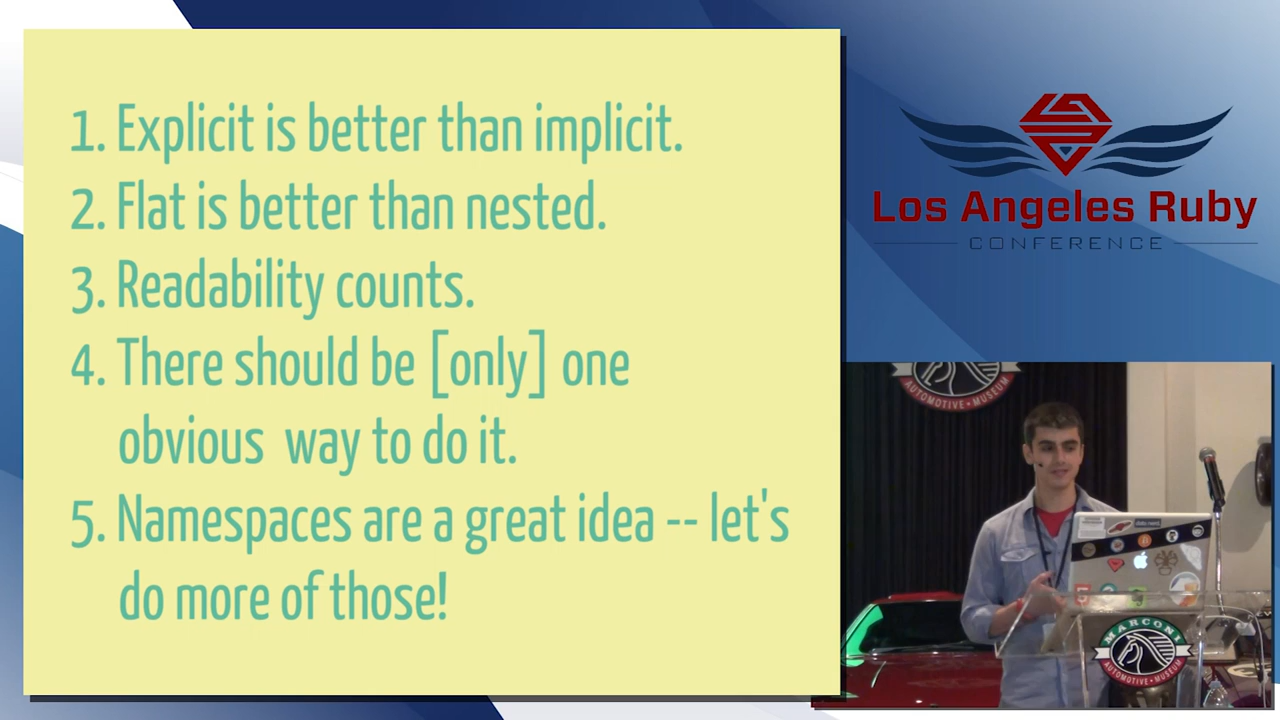 1. Explicit is better than implicit.
2. Flat is better than nested.
3. Readability counts.
4. There should be [only] one
obvious way to do it.
5. Namespaces are a great idea -- let's
do more of those!
Los Angeles Ruby
CONFERENCE
AUTOMOTIVE • MUSEUM
MARCONI
AUTOMOTIVE • MUSEUM